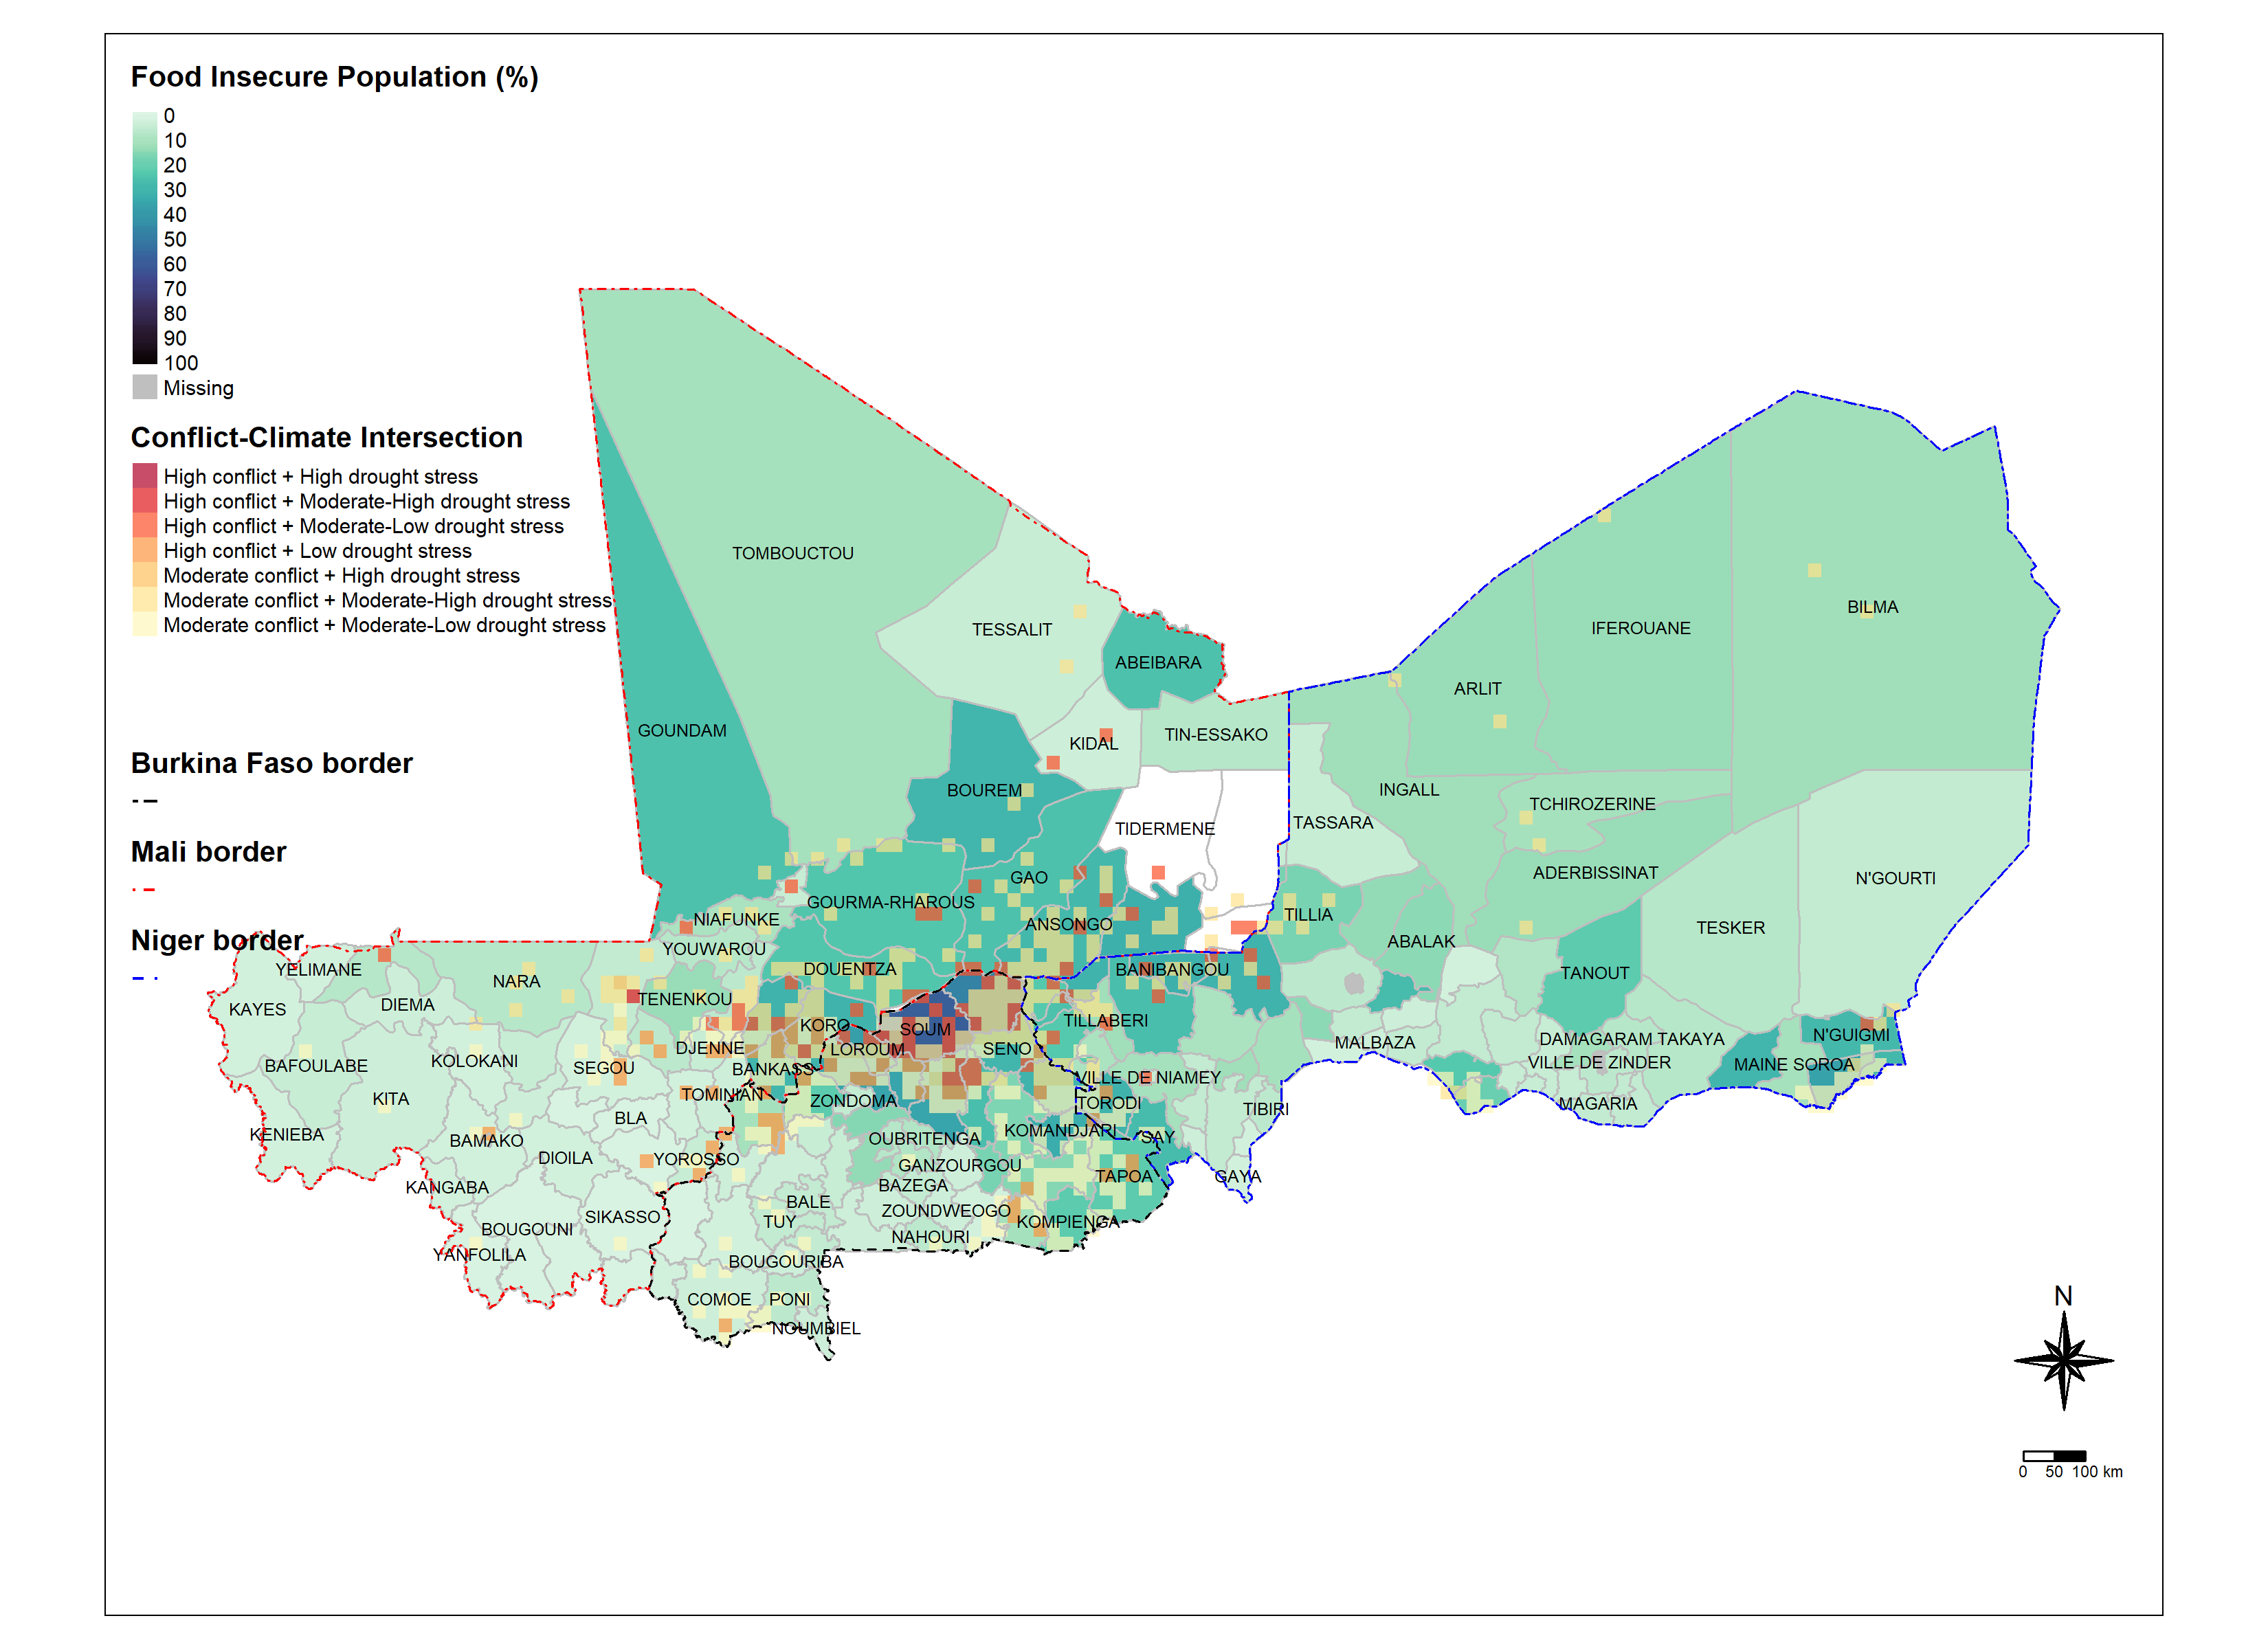 Food Insecure Population (%)
0
10
20
30
40
50
60
70
80
90
100
Missing
Conflict-Climate Intersection
High conflict + High drought stress
High conflict + Moderate-High drought stress
High conflict + Moderate-Low drought stress
High conflict + Low drought stress
Moderate conflict + High drought stress
Moderate conflict + Moderate-High drought stress
Moderate conflict + Moderate-Low drought stress
Burkina Faso border
Mali border
Niger border
TOMBOUCTOU
TESSALIT
ABEIBARA
GOUNDAM
KIDAL
TIN-ESSAKO
BOUREM
TIDERMENE
GAO
GOURMA-RHAROUS
ANSONGO
NIAFUNKE
YOUWAROU
DOUENTZA
YELIMANE
NARA
TENENKOU
KAYES
DIEMA
KORO
DJENNE
BAFOULABE
KOLOKANI
SEGOU
BANKASS
KITA
TOMINIAN
BLA
KENIEBA
BAMAKO
DIOILA
YOROSSO
KANGABA
SIKASSO
BOUGOUNI
YANFOLILA
SOUM
LOROUM
SENO
ZONDOMA
OUBRITENGA
KOMANDJARI
GANZOURGOU
BAZEGA
TAPOA
BALE
ZOUNDWEOGO
TUY
KOMPIENGA
NAHOURI
BOUGOURIBA
COMOE
PONI
NOUMBIEL
BILMA
IFEROUANE
ARLIT
INGALL
TCHIROZERINE
TASSARA
ADERBISSINAT
N'GOURTI
TILLIA
TESKER
ABALAK
BANIBANGOU
TANOUT
TILLABERI
N'GUIGMI
MALBAZA
DAMAGARAM TAKAYA
VILLE DE ZINDER
MAINE SOROA
VILLE DE NIAMEY
TORODI
TIBIRI
MAGARIA
SAY
GAYA
N
0 50 100 km